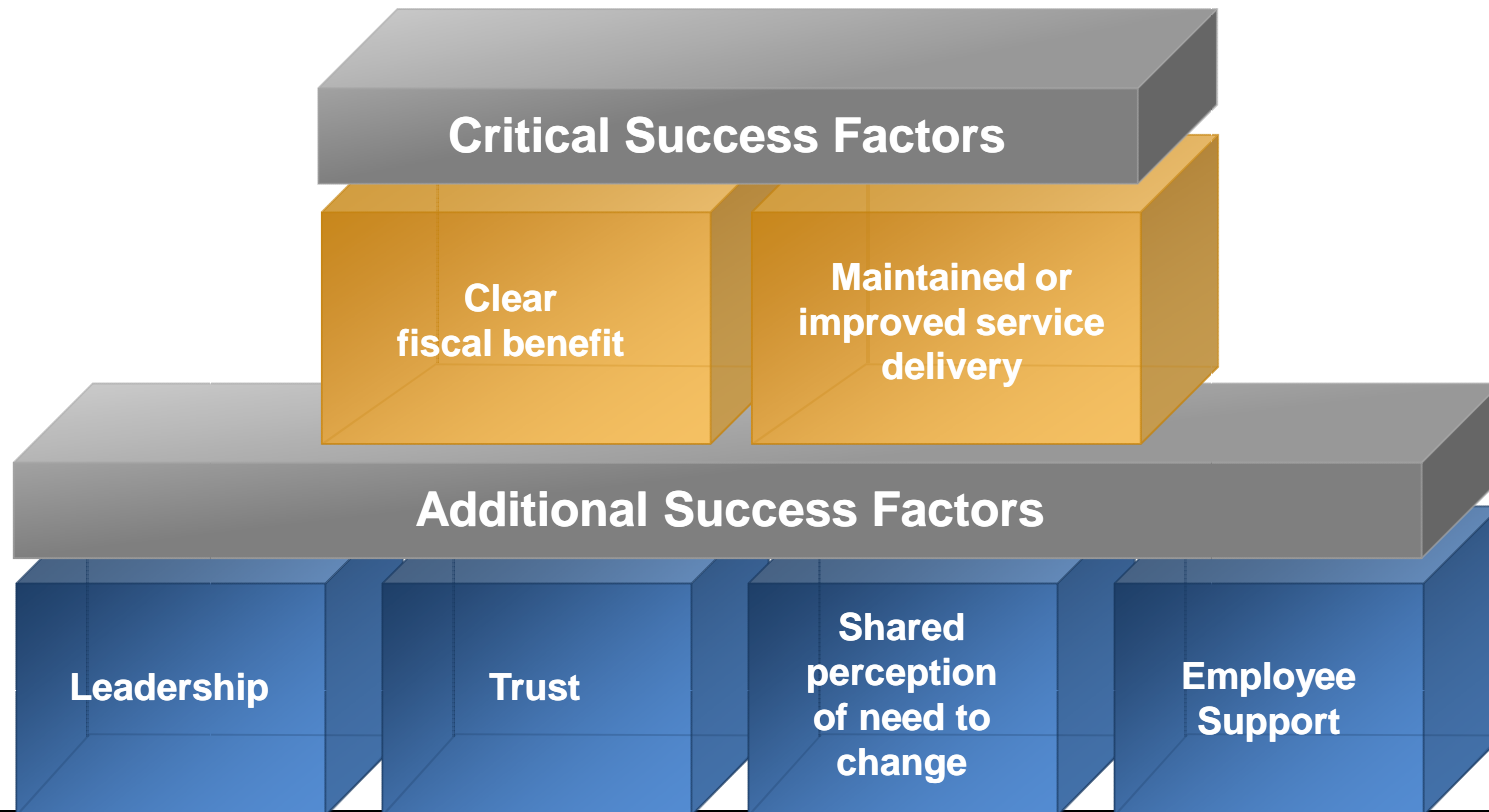 Critical Success Factors
Clear
fiscal benefit
Maintained or
improved service
delivery
Additional Success Factors
Leadership
Trust
Shared
perception
of need to
change
Employee
Support